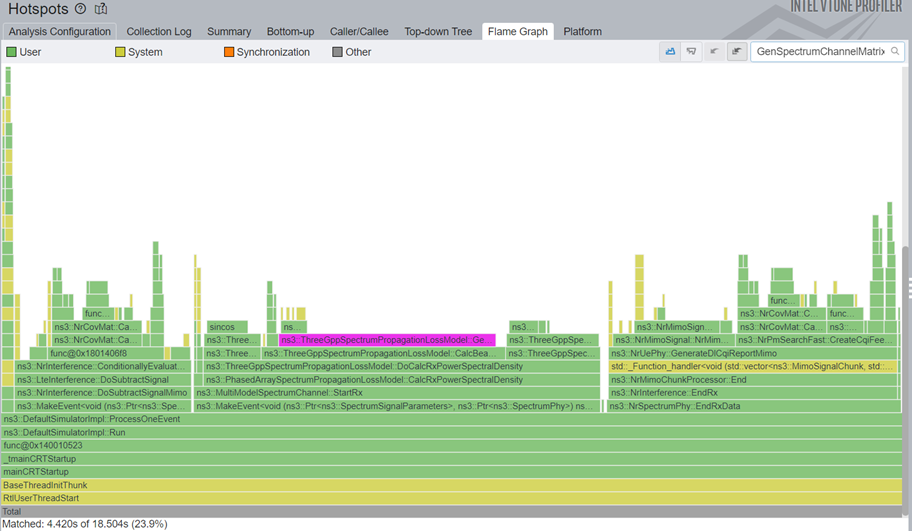 Hotspots
INTEL VTUNE PROFILER
Analysis Configuration Collection Log Summary Bottom-up Caller/Callee Top-down Tree Flame Graph Platform
User System Synchronization Other GenSpectrumChannelMatrix
func...
func...
sincos ns... ns3... ns3::NrMimoSign... ns3::NrCovMat::C... func...
ns3::NrCovMat::Ca... ns3::Three... ns3::ThreeGppSpectrumPropagationLossModel::Ge... ns3::ThreeGppSpe... ns3::NrMimoSignal::NrMim... ns3::NrCovMat::Ca... ns3::...
func@0x1801406f8 ns3::Three... ns3::ThreeGppSpectrumPropagationLossModel::CalcBea... ns3::ThreeGppSpec... ns3::NrPmSearchFast::CreateCqiFee...
ns3::NrInterference::ConditionallyEvaluat... ns3::ThreeGppSpectrumPropagationLossModel::DoCalcRxPowerSpectralDensity ns3::NrUePhy::GenerateDlCqiReportMimo
ns3::LteInterference::DoSubtractSignal ns3::PhasedArraySpectrumPropagationLossModel::CalcRxPowerSpectralDensity std::_Function_handler<void (std::vector<ns3::MimoSignalChunk, std::...
ns3::NrInterference::DoSubtractSignalMimo ns3::MultiModelSpectrumChannel::StartRx ns3::NrMimoChunkProcessor::End
ns3::NrInterference::EndRx
ns3::MakeEvent<void (ns3::Ptr<ns3::Spe... ns3::MakeEvent<void (ns3::Ptr<ns3::SpectrumSignalParameters>, ns3::Ptr<ns3::SpectrumPhy>) ns... ns3::NrSpectrumPhy::EndRxData
ns3::DefaultSimulatorImpl::ProcessOneEvent
ns3::DefaultSimulatorImpl::Run
func@0x140010523
_tmainCRTStartup
mainCRTStartup
BaseThreadInitThunk
RtlUserThreadStart
Total
Matched: 4.420s of 18.504s (23.9%)